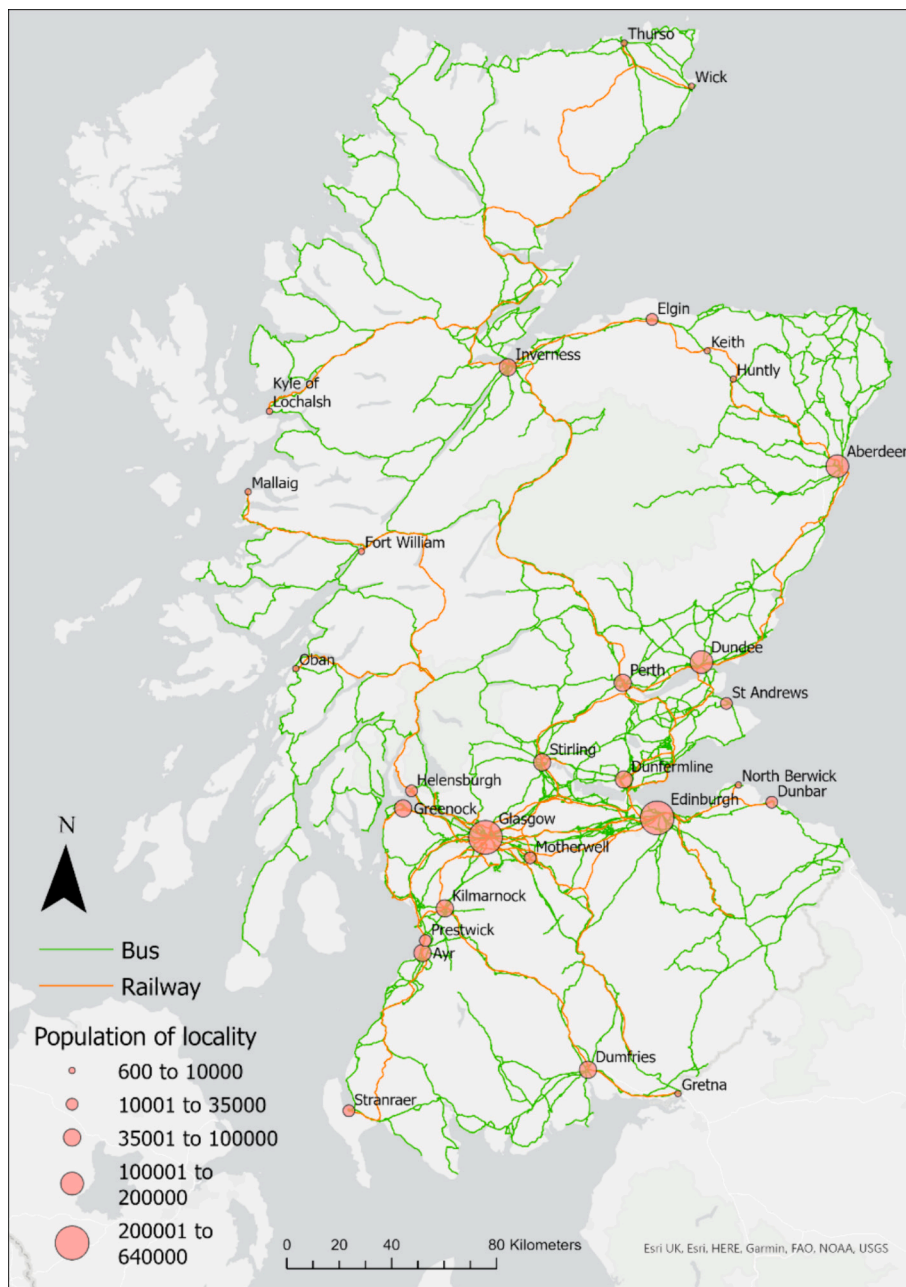 Thurso
Wick
Elgin
Keith
Inverness
Huntly
Kyle of
Lochalsh
Aberdeen
Mallaig
Fort William
Oban
Dundee
Perth
St Andrews
Stirling
Dunfermline
North Berwick
Dunbar
Helensburgh
Edinburgh
Greenock
Glasgow
Motherwell
Kilmarnock
Prestwick
Ayr
Dumfries
Gretna
Stranraer
N
Bus
Railway
Population of locality
600 to 10000
10001 to 35000
35001 to 100000
100001 to
200000
200001 to
640000
0 20 40 80 Kilometers
Esri UK, Esri, HERE, Garmin, FAO, NOAA, USGS